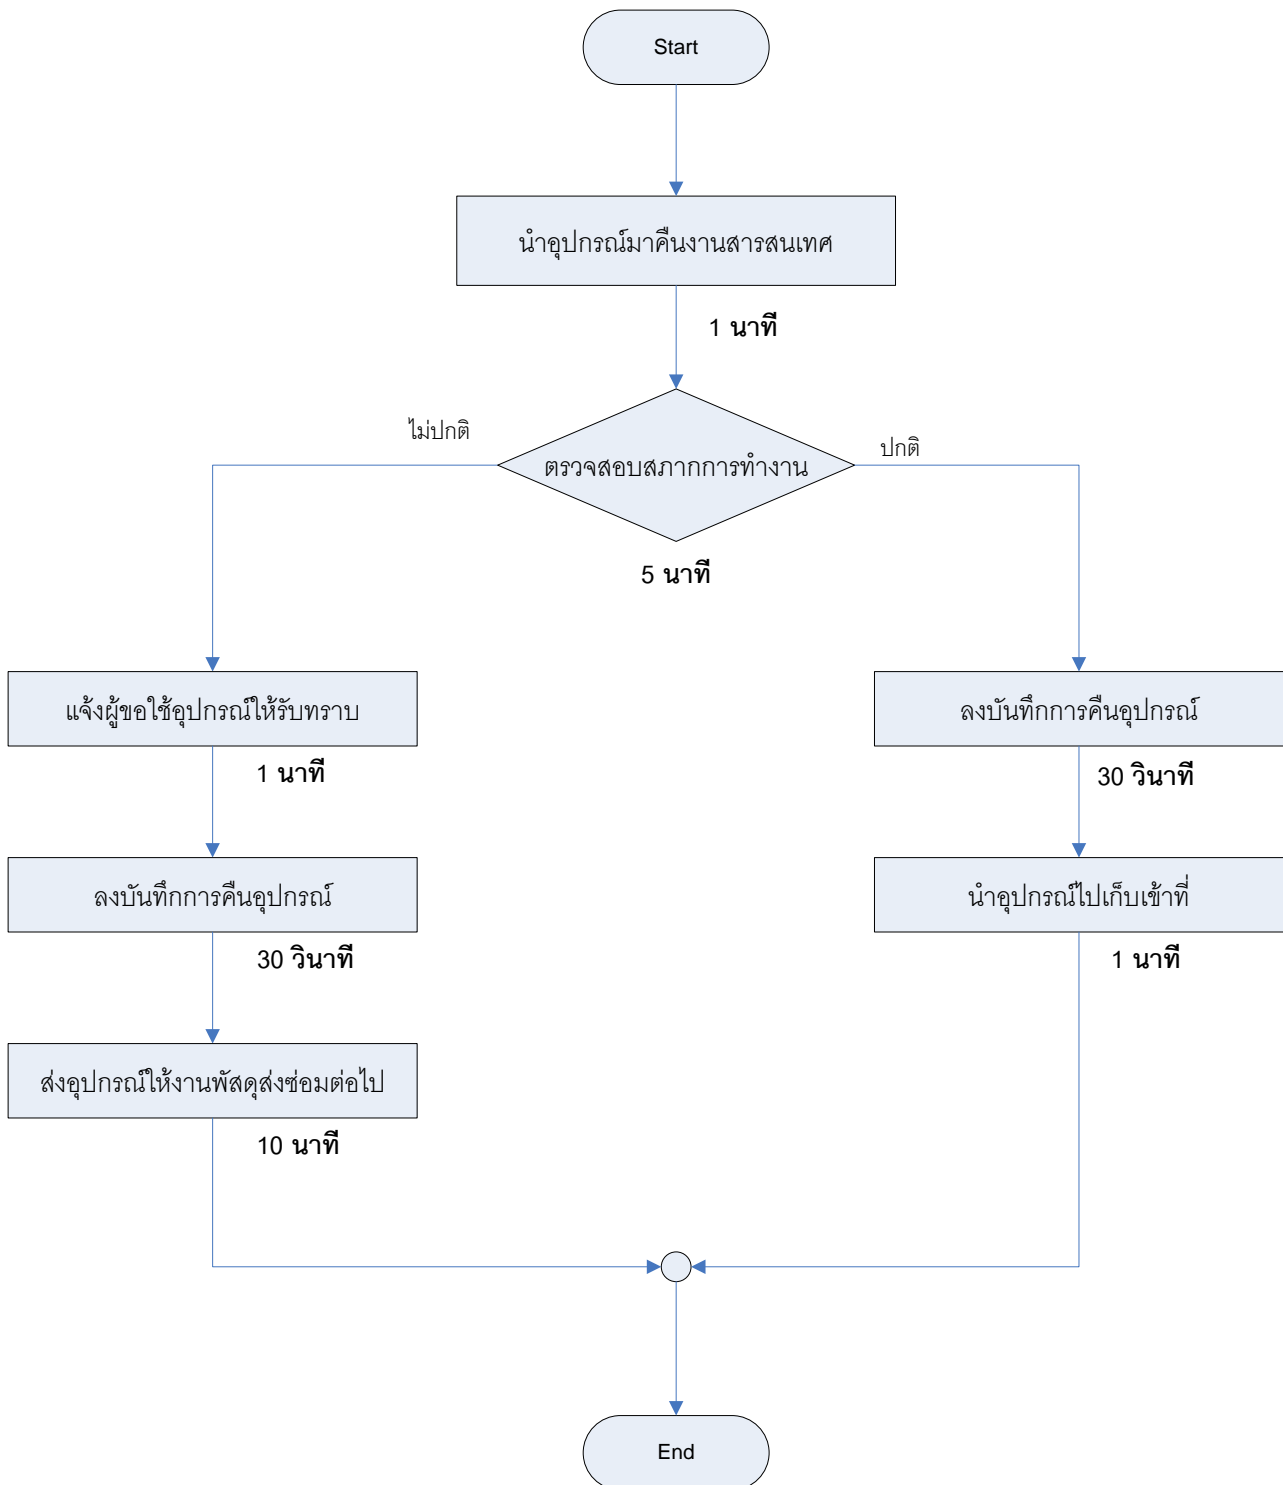 Start
นำอุปกรณ์มาคืนงานสารสนเทศ
1 นาที
ไม่ปกติ
ปกติ
ตรวจสอบสภากการทำงาน
5 นาที
แจ้งผู้ขอใช้อุปกรณ์ให้รับทราบ
ลงบันทึกการคืนอุปกรณ์
1 นาที
30 วินาที
ลงบันทึกการคืนอุปกรณ์
นำอุปกรณ์ไปเก็บเข้าที่
30 วินาที
1 นาที
ส่งอุปกรณ์ให้งานพัสดุส่งซ่อมต่อไป
10 นาที
End